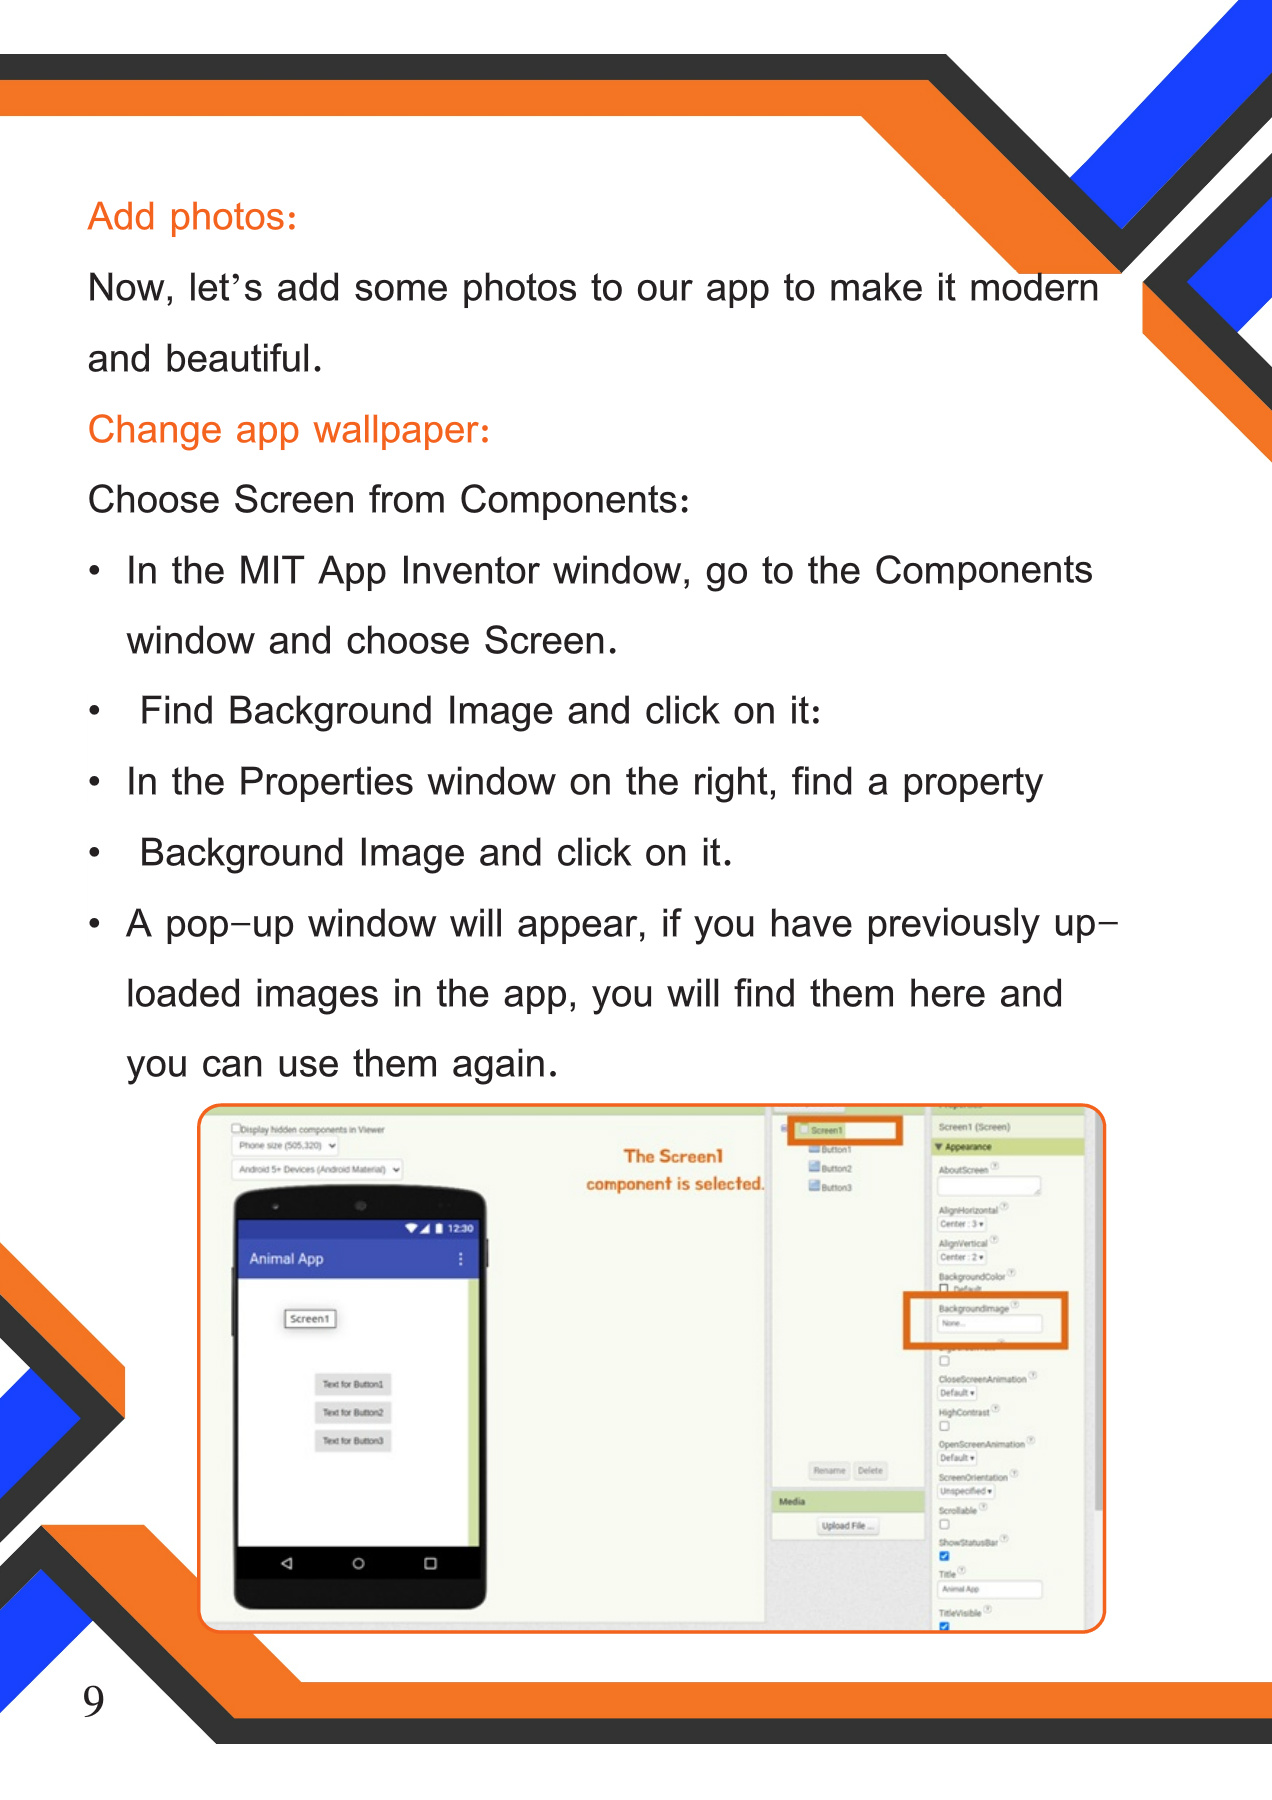 Add photos:
Now, let's add some photos to our app to make it modern
and beautiful.
Change app wallpaper:
Choose Screen from Components:
• In the MIT App Inventor window, go to the Components
window and choose Screen.
• Find Background Image and click on it:
• In the Properties window on the right, find a property
• Background Image and click on it.
• A pop-up window will appear, if you have previously up-
loaded images in the app, you will find them here and
you can use them again.
Display hidden components in Viewer
Phone size (505,320)
Android 5+ Devices (Android Material)
12:30
Animal App
Screen1
Text for Button1
Text for Button2
Text for Button3
The Screen1
component is selected.
Screen1
Button1
Button2
Button3
Rename Delete
Media
Upload File ...
Screen1 (Screen)
Appearance
AboutScreen
AlignHorizontal
Center : 3
AlignVertical
Center : 2
BackgroundColor
Default
BackgroundImage
None...
CloseScreenAnimation
Default
HighContrast
OpenScreenAnimation
Default
ScreenOrientation
Unspecified
Scrollable
ShowStatusBar
Title
Animal App
TitleVisible
9